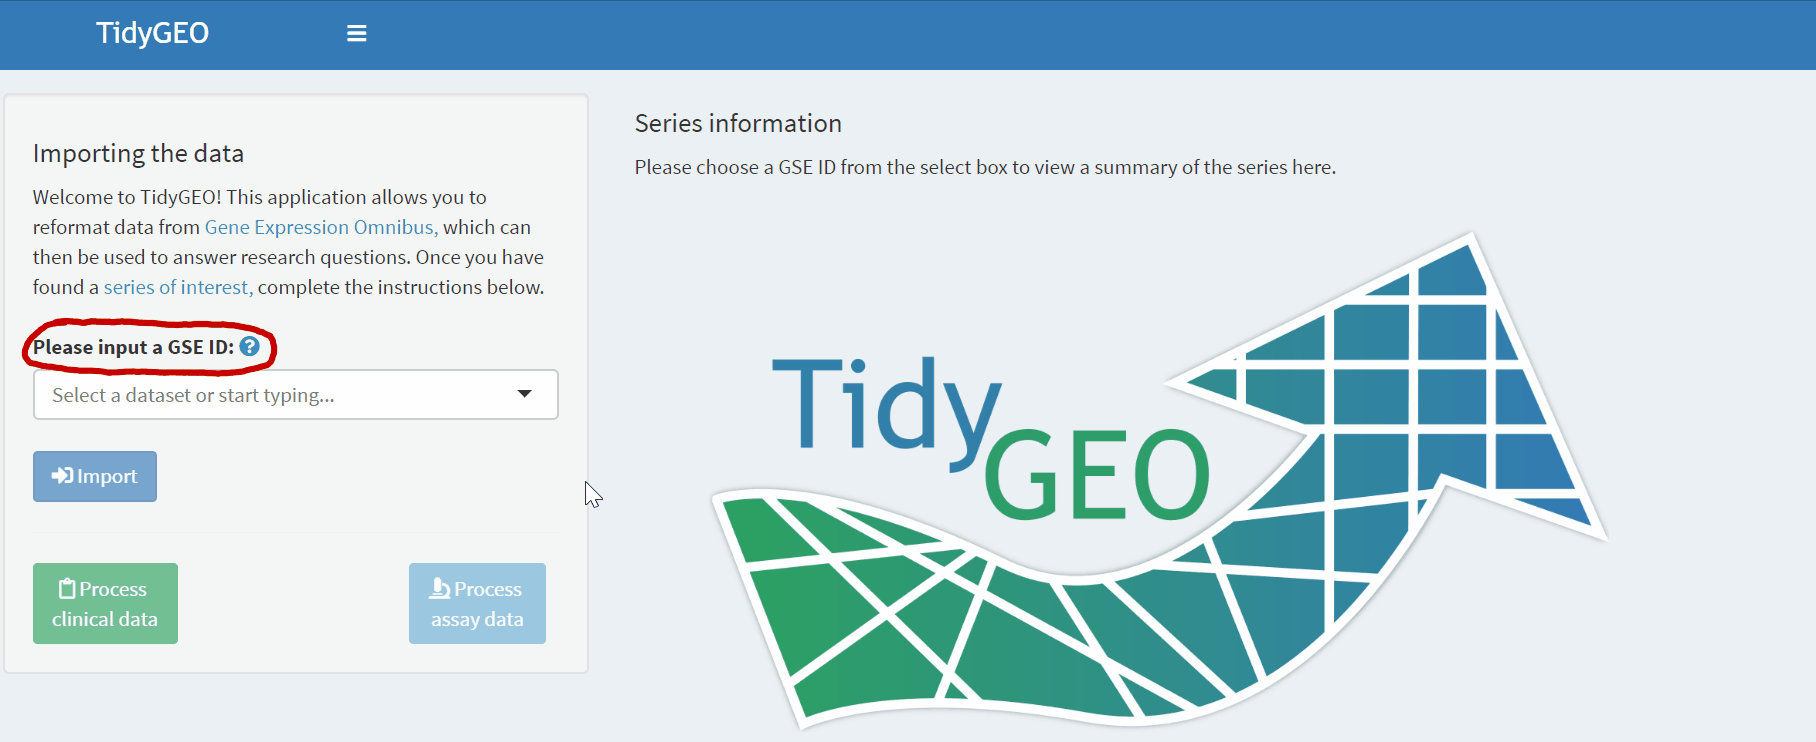 TidyGEO
Importing the data
Welcome to TidyGEO! This application allows you to
reformat data from Gene Expression Omnibus, which can
then be used to answer research questions. Once you have
found a series of interest, complete the instructions below.
Please input a GSE ID: ?
Select a dataset or start typing...
Import
Process
clinical data
Process
assay data
Series information
Please choose a GSE ID from the select box to view a summary of the series here.
Tidy
GEO